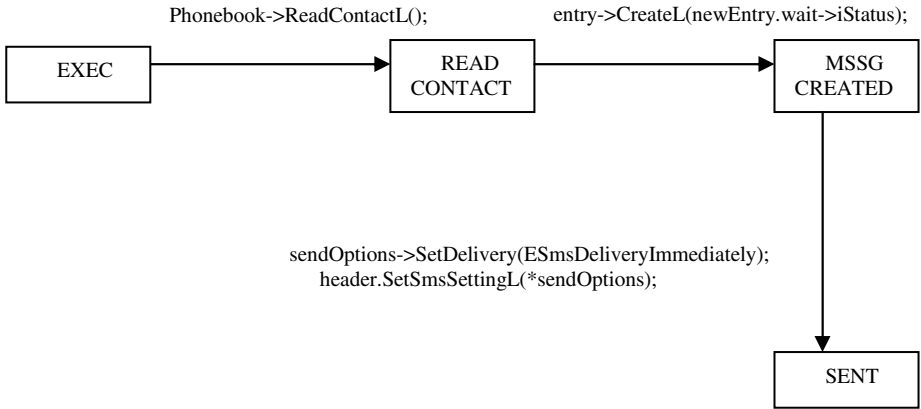 Phonebook->ReadContactL();
entry->CreateL(newEntry.wait->iStatus);
EXEC
READ
CONTACT
MSSG
CREATED
sendOptions->SetDelivery(ESmsDeliveryImmediately);
header.SetSmsSettingL(*sendOptions);
SENT